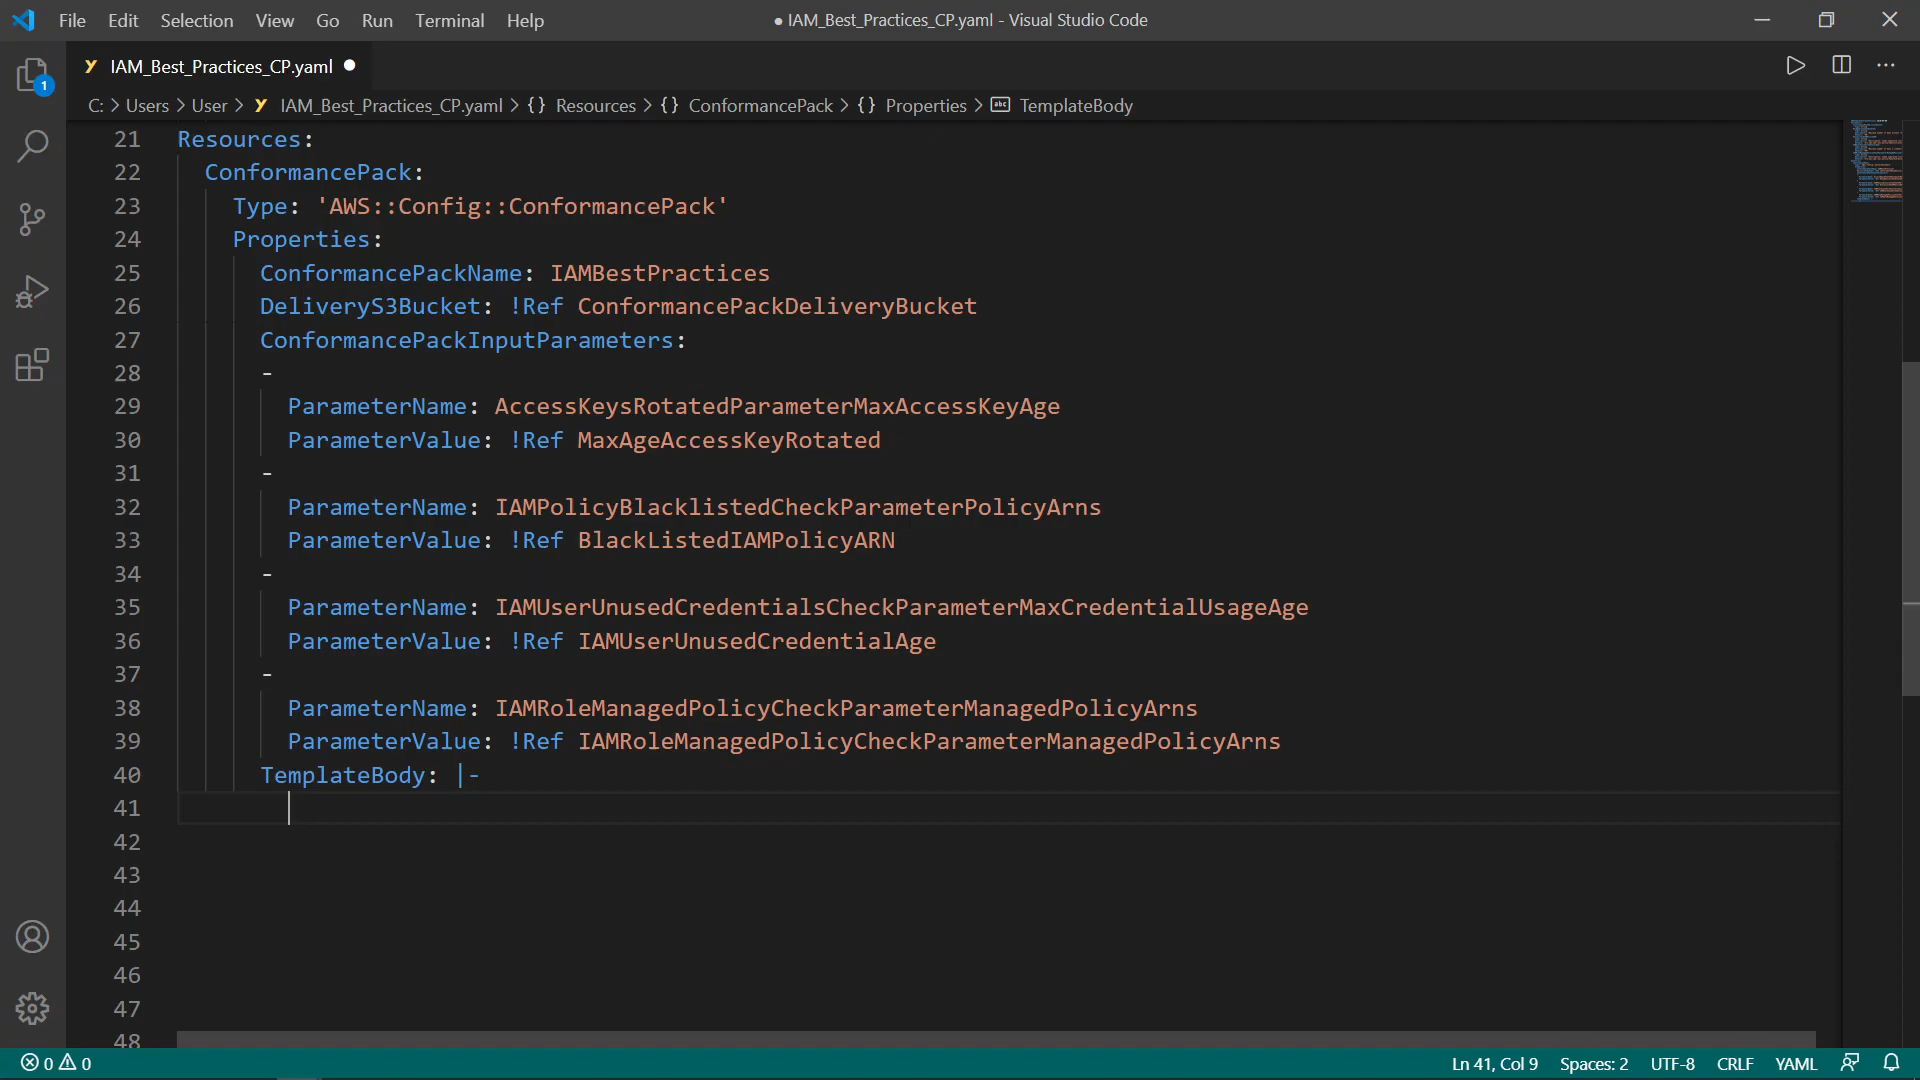 File Edit Selection View Go Run Terminal Help
● IAM_Best_Practices_CP.yaml - Visual Studio Code
IAM_Best_Practices_CP.yaml ●
1
C: > Users > User > IAM_Best_Practices_CP.yaml > {} Resources > {} ConformancePack > {} Properties > abc TemplateBody
21 Resources:
22   ConformancePack:
23     Type: 'AWS::Config::ConformancePack'
24     Properties:
25       ConformancePackName: IAMBestPractices
26       DeliveryS3Bucket: !Ref ConformancePackDeliveryBucket
27       ConformancePackInputParameters:
28       -
29         ParameterName: AccessKeysRotatedParameterMaxAccessKeyAge
30         ParameterValue: !Ref MaxAgeAccessKeyRotated
31       -
32         ParameterName: IAMPolicyBlacklistedCheckParameterPolicyArns
33         ParameterValue: !Ref BlackListedIAMPolicyARN
34       -
35         ParameterName: IAMUserUnusedCredentialsCheckParameterMaxCredentialUsageAge
36         ParameterValue: !Ref IAMUserUnusedCredentialAge
37       -
38         ParameterName: IAMRoleManagedPolicyCheckParameterManagedPolicyArns
39         ParameterValue: !Ref IAMRoleManagedPolicyCheckParameterManagedPolicyArns
40       TemplateBody: |-
41
42
43
44
45
46
47
48
0 0 Ln 41, Col 9 Spaces: 2 UTF-8 CRLF YAML